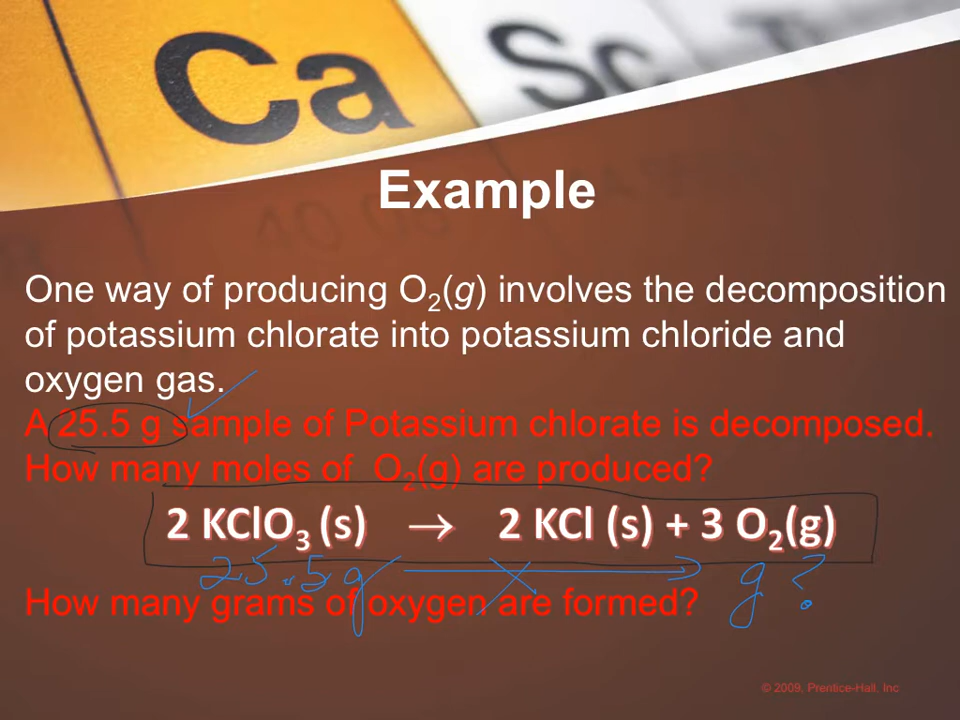 Ca Sc
Example
One way of producing O₂(g) involves the decomposition
of potassium chlorate into potassium chloride and
oxygen gas.
A 25.5 g sample of Potassium chlorate is decomposed.
How many moles of O₂(g) are produced?
2 KClO₃ (s) → 2 KCl (s) + 3 O₂(g)
25.5 g → g ?
How many grams of oxygen are formed?
© 2009, Prentice-Hall, Inc